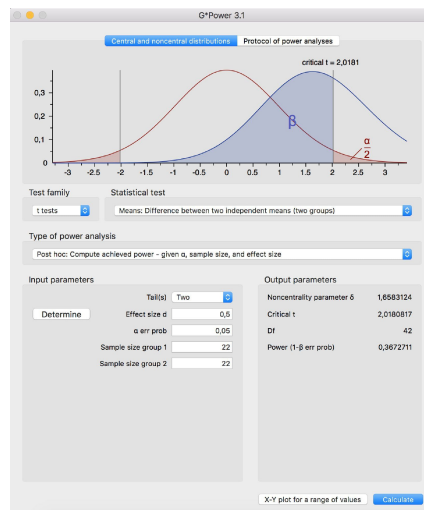 G*Power 3.1
Central and noncentral distributions Protocol of power analyses
critical t = 2,0181
0,3
0,2
0,1
0
β
α
2
-3 -2.5 -2 -1.5 -1 -0.5 0 0.5 1 1.5 2 2.5 3
Test family Statistical test
t tests Means: Difference between two independent means (two groups)
Type of power analysis
Post hoc: Compute achieved power - given α, sample size, and effect size
Input parameters Output parameters
Tail(s) Two Noncentrality parameter δ 1,6583124
Determine Effect size d 0,5 Critical t 2,0180817
α err prob 0,05 Df 42
Sample size group 1 22 Power (1-β err prob) 0,3672711
Sample size group 2 22
X-Y plot for a range of values Calculate